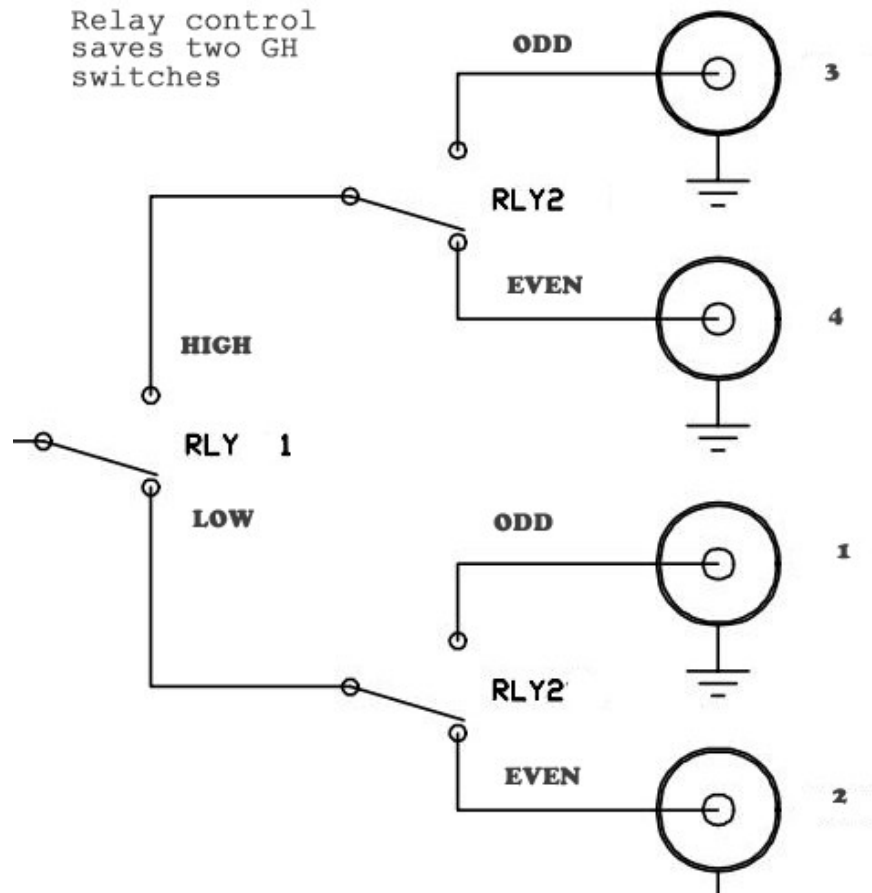 Relay control
saves two GH
switches
ODD
3
RLY2
EVEN
4
HIGH
RLY 1
LOW
ODD
1
RLY2
EVEN
2